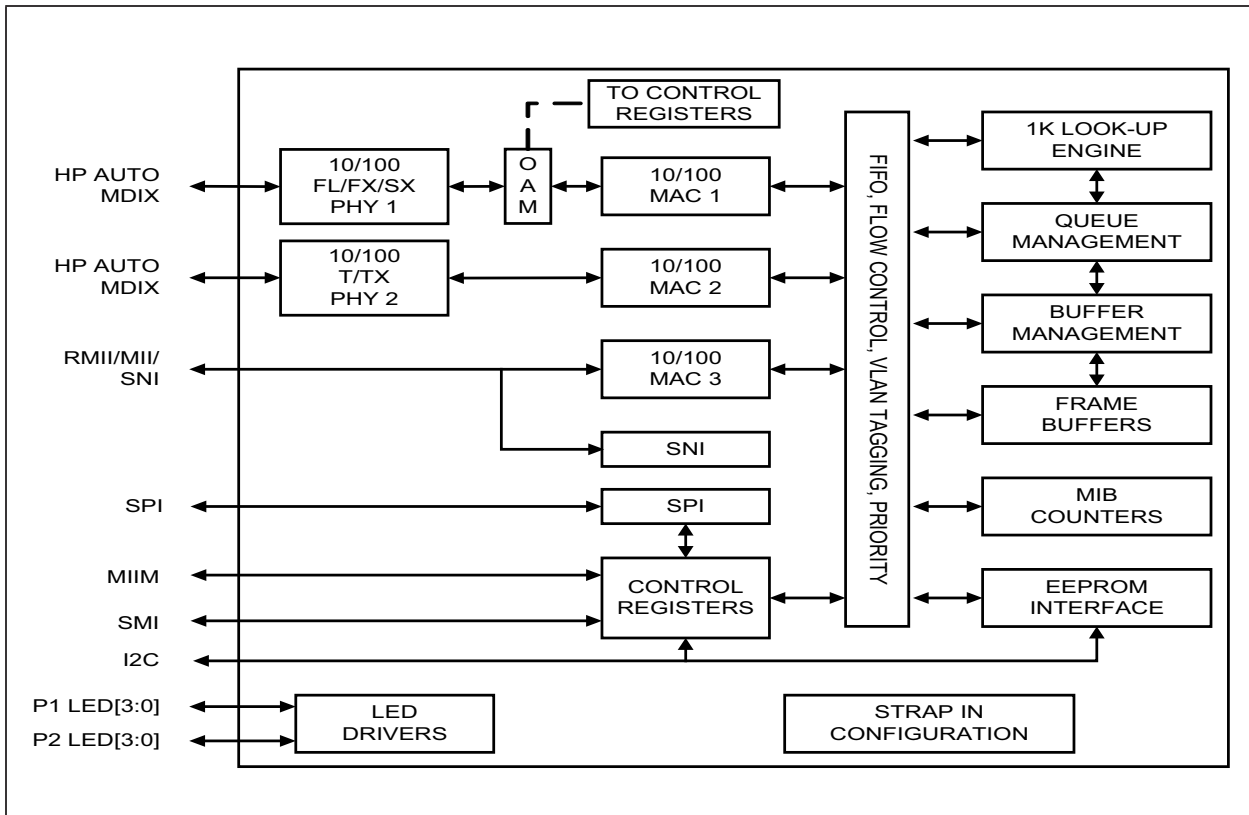 TO CONTROL
REGISTERS
HP AUTO
MDIX
10/100
FL/FX/SX
PHY 1
O
A
M
10/100
MAC 1
HP AUTO
MDIX
10/100
T/TX
PHY 2
10/100
MAC 2
RMII/MII/
SNI
10/100
MAC 3
SNI
SPI
SPI
MIIM
SMI
CONTROL
REGISTERS
I2C
P1 LED[3:0]
P2 LED[3:0]
LED
DRIVERS
FIFO, FLOW CONTROL, VLAN TAGGING, PRIORITY
1K LOOK-UP
ENGINE
QUEUE
MANAGEMENT
BUFFER
MANAGEMENT
FRAME
BUFFERS
MIB
COUNTERS
EEPROM
INTERFACE
STRAP IN
CONFIGURATION